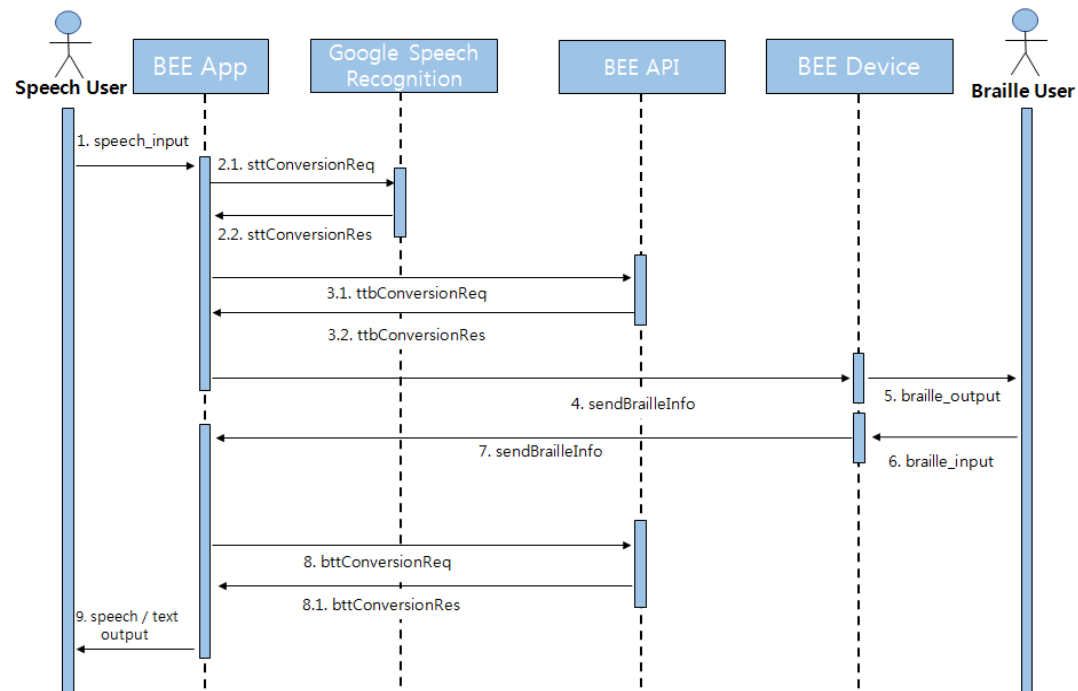 Speech User
BEE App
Google Speech
Recognition
BEE API
BEE Device
Braille User
1. speech_input
2.1. sttConversionReq
2.2. sttConversionRes
3.1. ttbConversionReq
3.2. ttbConversionRes
4. sendBrailleInfo
5. braille_output
6. braille_input
7. sendBrailleInfo
8. bttConversionReq
8.1. bttConversionRes
9. speech / text
output